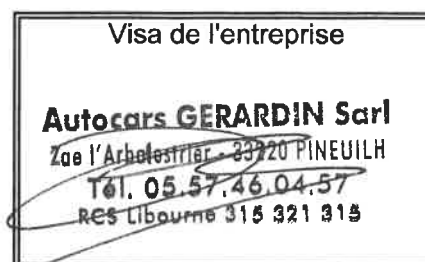 Visa de l'entreprise
Autocars GERARDIN Sarl
Zae l'Arbalestrier - 33220 PINEUILH
Tél. 05.57.46.04.57
RCS Libourne 315 321 315